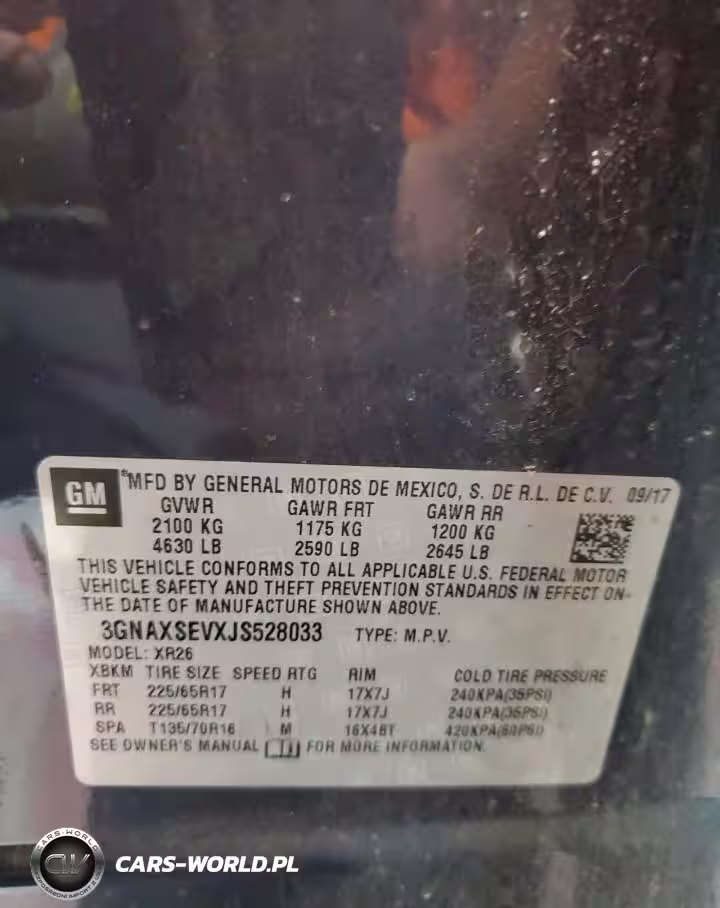 GM
MFD BY GENERAL MOTORS DE MEXICO, S. DE R.L. DE C.V. 09/17
GVWR GAWR FRT GAWR RR
2100 KG 1175 KG 1200 KG
4630 LB 2590 LB 2645 LB
THIS VEHICLE CONFORMS TO ALL APPLICABLE U.S. FEDERAL MOTOR
VEHICLE SAFETY AND THEFT PREVENTION STANDARDS IN EFFECT ON
THE DATE OF MANUFACTURE SHOWN ABOVE.
3GNAXSEVXJS528033 TYPE: M.P.V.
MODEL: XR26
XBKM TIRE SIZE SPEED RTG RIM COLD TIRE PRESSURE
FRT 225/65R17 H 17X7J 240KPA(35PSI)
RR 225/65R17 H 17X7J 240KPA(35PSI)
SPA T135/70R16 M 16X4BT 420KPA(60PSI)
SEE OWNER'S MANUAL FOR MORE INFORMATION.
CARS-WORLD
CW
CARS-WORLD.PL